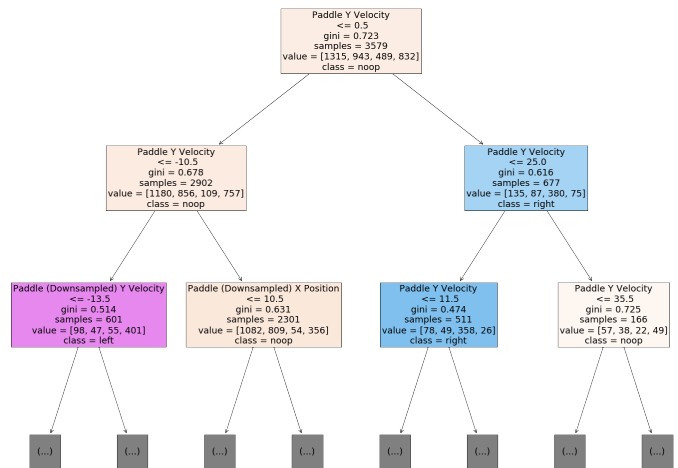 Paddle Y Velocity
<= 0.5
gini = 0.723
samples = 3579
value = [1315, 943, 489, 832]
class = noop
Paddle Y Velocity
<= -10.5
gini = 0.678
samples = 2902
value = [1180, 856, 109, 757]
class = noop
Paddle Y Velocity
<= 25.0
gini = 0.616
samples = 677
value = [135, 87, 380, 75]
class = right
Paddle (Downsampled) Y Velocity
<= -13.5
gini = 0.514
samples = 601
value = [98, 47, 55, 401]
class = left
Paddle (Downsampled) X Position
<= 10.5
gini = 0.631
samples = 2301
value = [1082, 809, 54, 356]
class = noop
Paddle Y Velocity
<= 11.5
gini = 0.474
samples = 511
value = [78, 49, 358, 26]
class = right
Paddle Y Velocity
<= 35.5
gini = 0.725
samples = 166
value = [57, 38, 22, 49]
class = noop
(...)
(...)
(...)
(...)
(...)
(...)
(...)
(...)